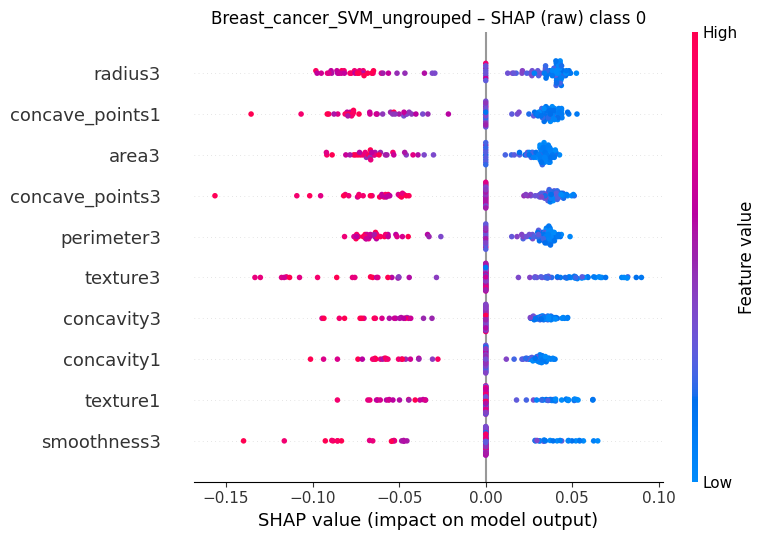 Breast_cancer_SVM_ungrouped – SHAP (raw) class 0
High
radius3
concave_points1
area3
concave_points3
perimeter3
texture3
concavity3
concavity1
texture1
smoothness3
Feature value
Low
−0.15 −0.10 −0.05 0.00 0.05 0.10
SHAP value (impact on model output)